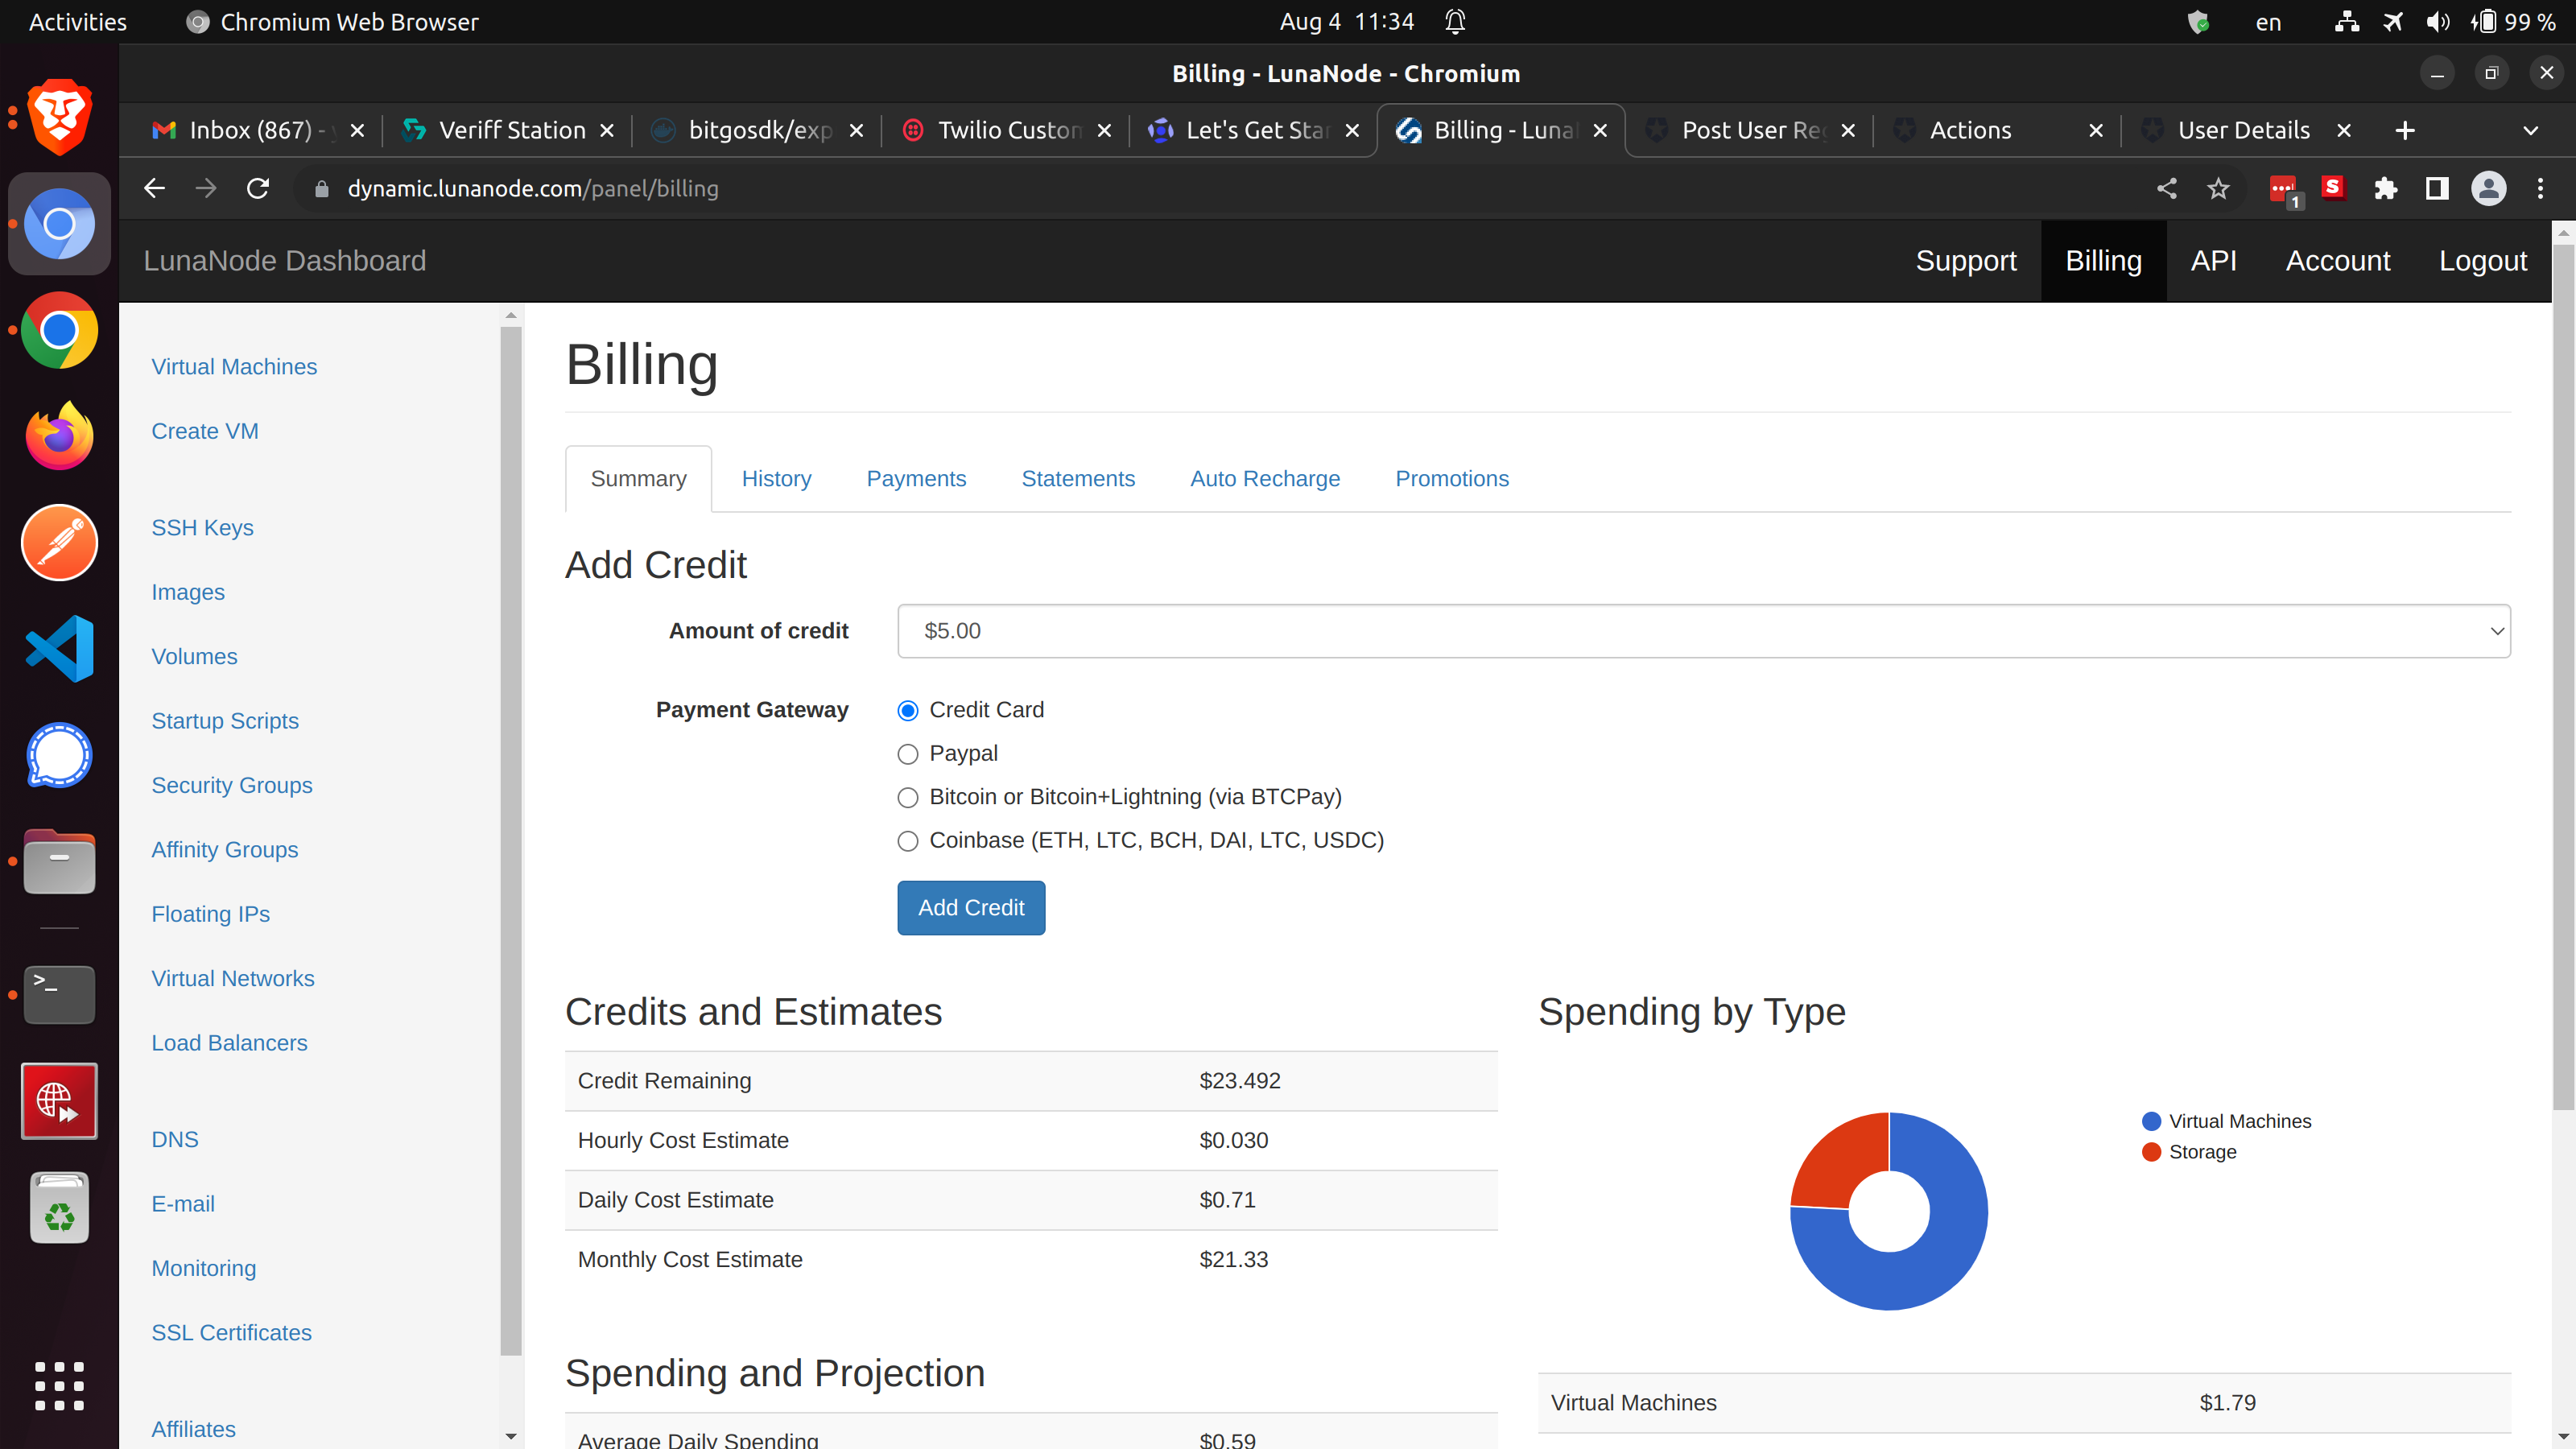 Activities
Chromium Web Browser
Aug 4 11:34
en
99 %
Billing - LunaNode - Chromium
Inbox (867) -
Veriff Station
bitgosdk/exp
Twilio Custom
Let's Get Star
Billing - Luna
Post User Reg
Actions
User Details
dynamic.lunanode.com/panel/billing
1
LunaNode Dashboard
Support
Billing
API
Account
Logout
Virtual Machines
Create VM
SSH Keys
Images
Volumes
Startup Scripts
Security Groups
Affinity Groups
Floating IPs
Virtual Networks
Load Balancers
DNS
E-mail
Monitoring
SSL Certificates
Affiliates
Billing
Summary
History
Payments
Statements
Auto Recharge
Promotions
Add Credit
Amount of credit
$5.00
Payment Gateway
Credit Card
Paypal
Bitcoin or Bitcoin+Lightning (via BTCPay)
Coinbase (ETH, LTC, BCH, DAI, LTC, USDC)
Add Credit
Credits and Estimates
Credit Remaining $23.492
Hourly Cost Estimate $0.030
Daily Cost Estimate $0.71
Monthly Cost Estimate $21.33
Spending and Projection
Average Daily Spending $0.59
Spending by Type
Virtual Machines
Storage
Virtual Machines $1.79